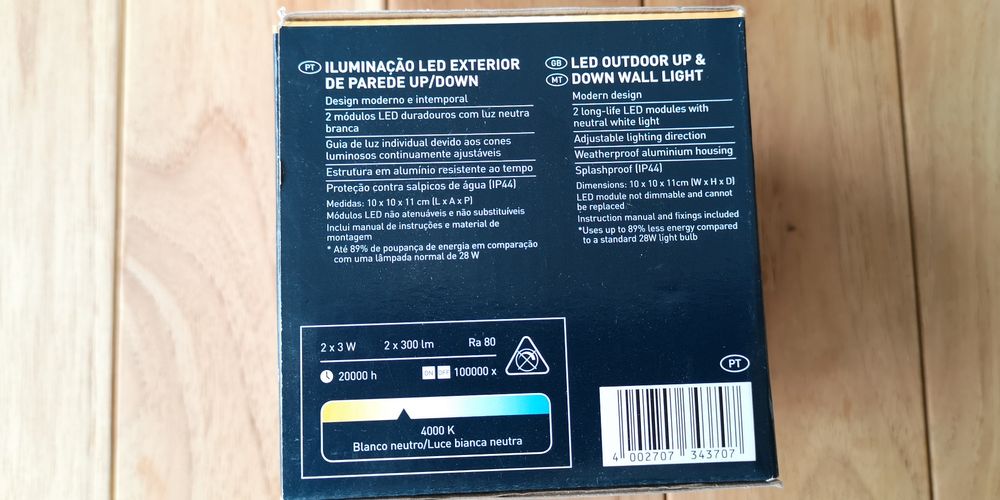 PT ILUMINAÇÃO LED EXTERIOR
DE PAREDE UP/DOWN
Design moderno e intemporal
2 módulos LED duradouros com luz neutra
branca
Guia de luz individual devido aos cones
luminosos continuamente ajustáveis
Estrutura em alumínio resistente ao tempo
Proteção contra salpicos de água (IP44)
Medidas: 10 x 10 x 11 cm (L x A x P)
Módulos LED não atenuáveis e não substituíveis
Inclui manual de instruções e material de
montagem
* Até 89% de poupança de energia em comparação
com uma lâmpada normal de 28 W
GB LED OUTDOOR UP &
MT DOWN WALL LIGHT
Modern design
2 long-life LED modules with
neutral white light
Adjustable lighting direction
Weatherproof aluminium housing
Splashproof (IP44)
Dimensions: 10 x 10 x 11cm (W x H x D)
LED module not dimmable and cannot
be replaced
Instruction manual and fixings included
*Uses up to 89% less energy compared
to a standard 28W light bulb
2 x 3 W 2 x 300 lm Ra 80
20000 h ON OFF 100000 x
4000 K
Blanco neutro/Luce bianca neutra
PT
4 002707 343707